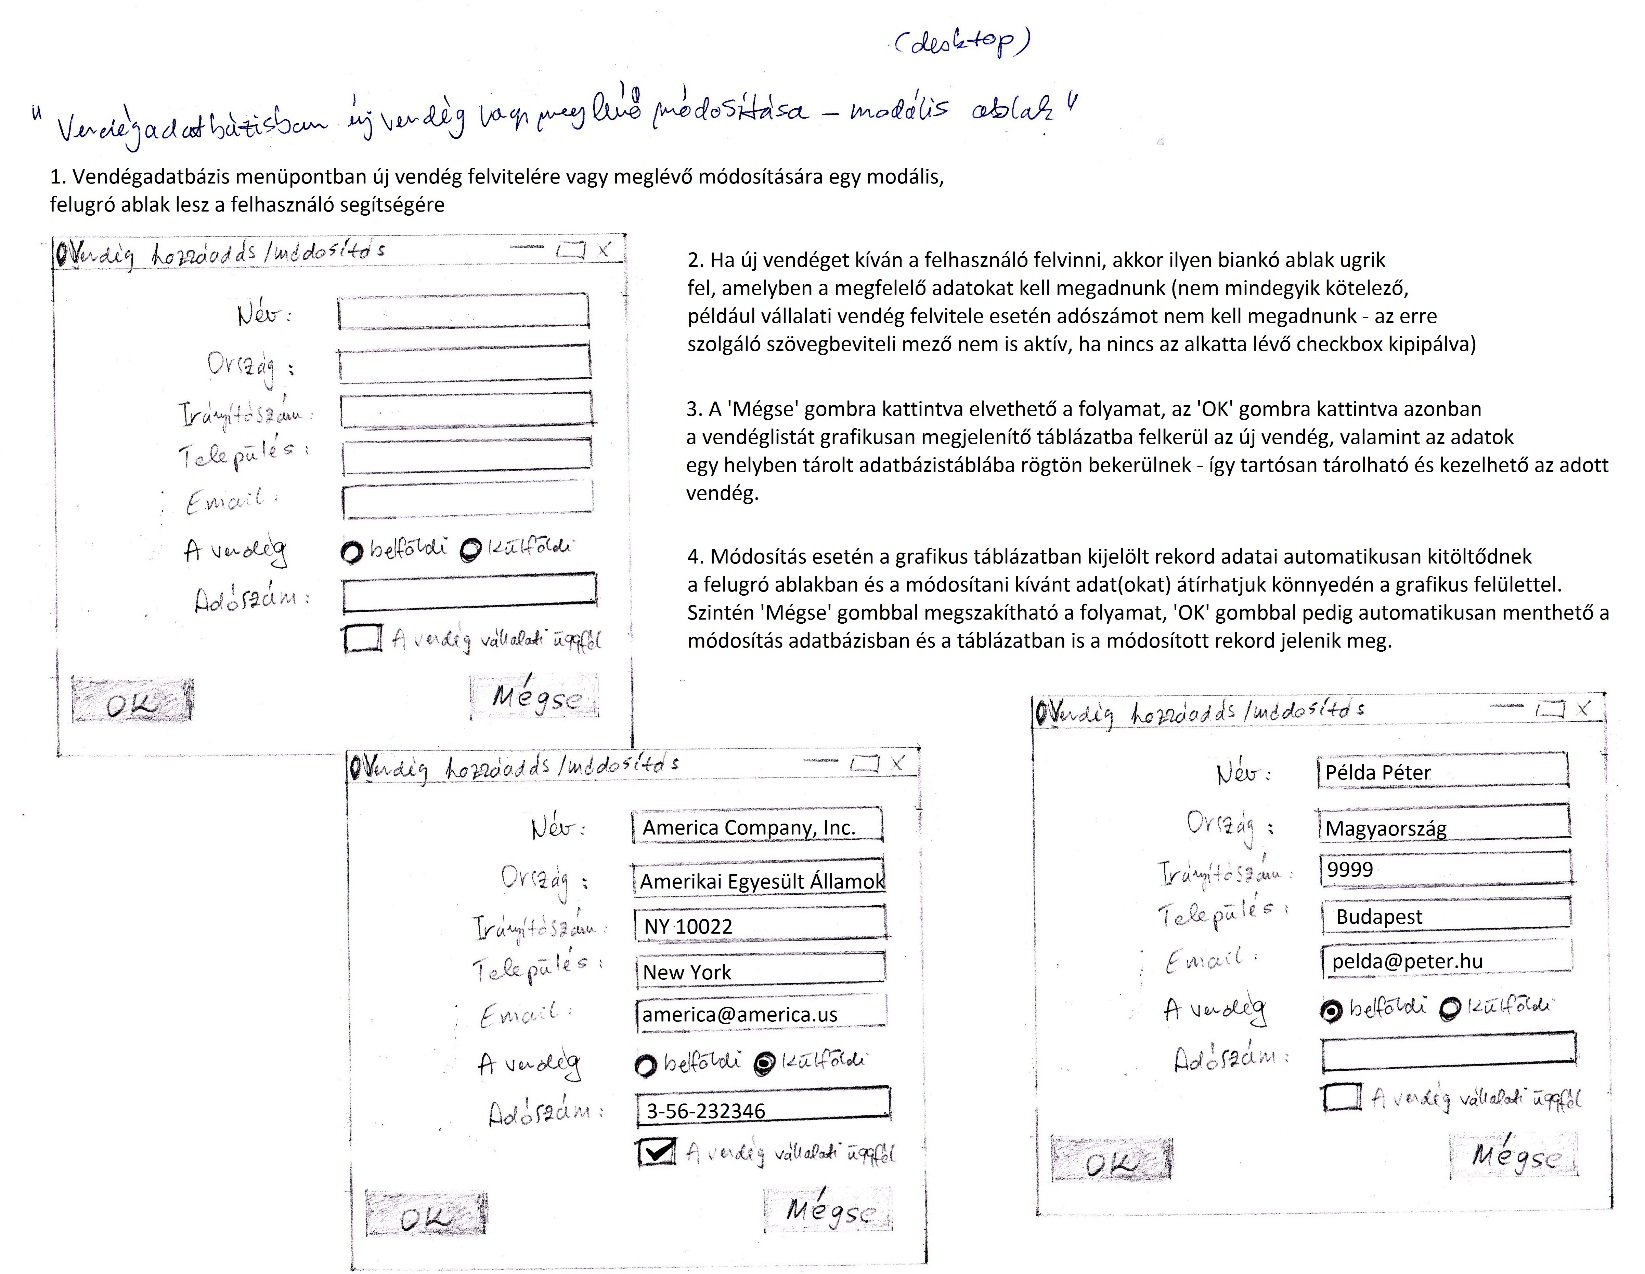 (desktop)
"Vendégadatbázisban új vendég vagy meglévő módosítása - modális ablak"
1. Vendégadatbázis menüpontban új vendég felvitelére vagy meglévő módosítására egy modális,
felugró ablak lesz a felhasználó segítségére
Vendég hozzáadás/módosítás
Név:
Ország:
Irányítószám:
Település:
Email:
A vendég belföldi külföldi
Adószám:
A vendég vállalati ügyfél
OK Mégse
2. Ha új vendéget kíván a felhasználó felvinni, akkor ilyen biankó ablak ugrik
fel, amelyben a megfelelő adatokat kell megadnunk (nem mindegyik kötelező,
például vállalati vendég felvitele esetén adószámot nem kell megadnunk - az erre
szolgáló szövegbeviteli mező nem is aktív, ha nincs az alkatta lévő checkbox kipipálva)
3. A 'Mégse' gombra kattintva elvethető a folyamat, az 'OK' gombra kattintva azonban
a vendéglistát grafikusan megjelenítő táblázatba felkerül az új vendég, valamint az adatok
egy helyben tárolt adatbázistáblába rögtön bekerülnek - így tartósan tárolható és kezelhető az adott
vendég.
4. Módosítás esetén a grafikus táblázatban kijelölt rekord adatai automatikusan kitöltődnek
a felugró ablakban és a módosítani kívánt adat(okat) átírhatjuk könnyedén a grafikus felülettel.
Szintén 'Mégse' gombbal megszakítható a folyamat, 'OK' gombbal pedig automatikusan menthető a
módosítás adatbázisban és a táblázatban is a módosított rekord jelenik meg.
Vendég hozzáadás/módosítás
Név: America Company, Inc.
Ország: Amerikai Egyesült Államok
Irányítószám: NY 10022
Település: New York
Email: america@america.us
A vendég belföldi külföldi
Adószám: 3-56-232346
A vendég vállalati ügyfél
OK Mégse
Vendég hozzáadás/módosítás
Név: Példa Péter
Ország: Magyaország
Irányítószám: 9999
Település: Budapest
Email: pelda@peter.hu
A vendég belföldi külföldi
Adószám:
A vendég vállalati ügyfél
OK Mégse